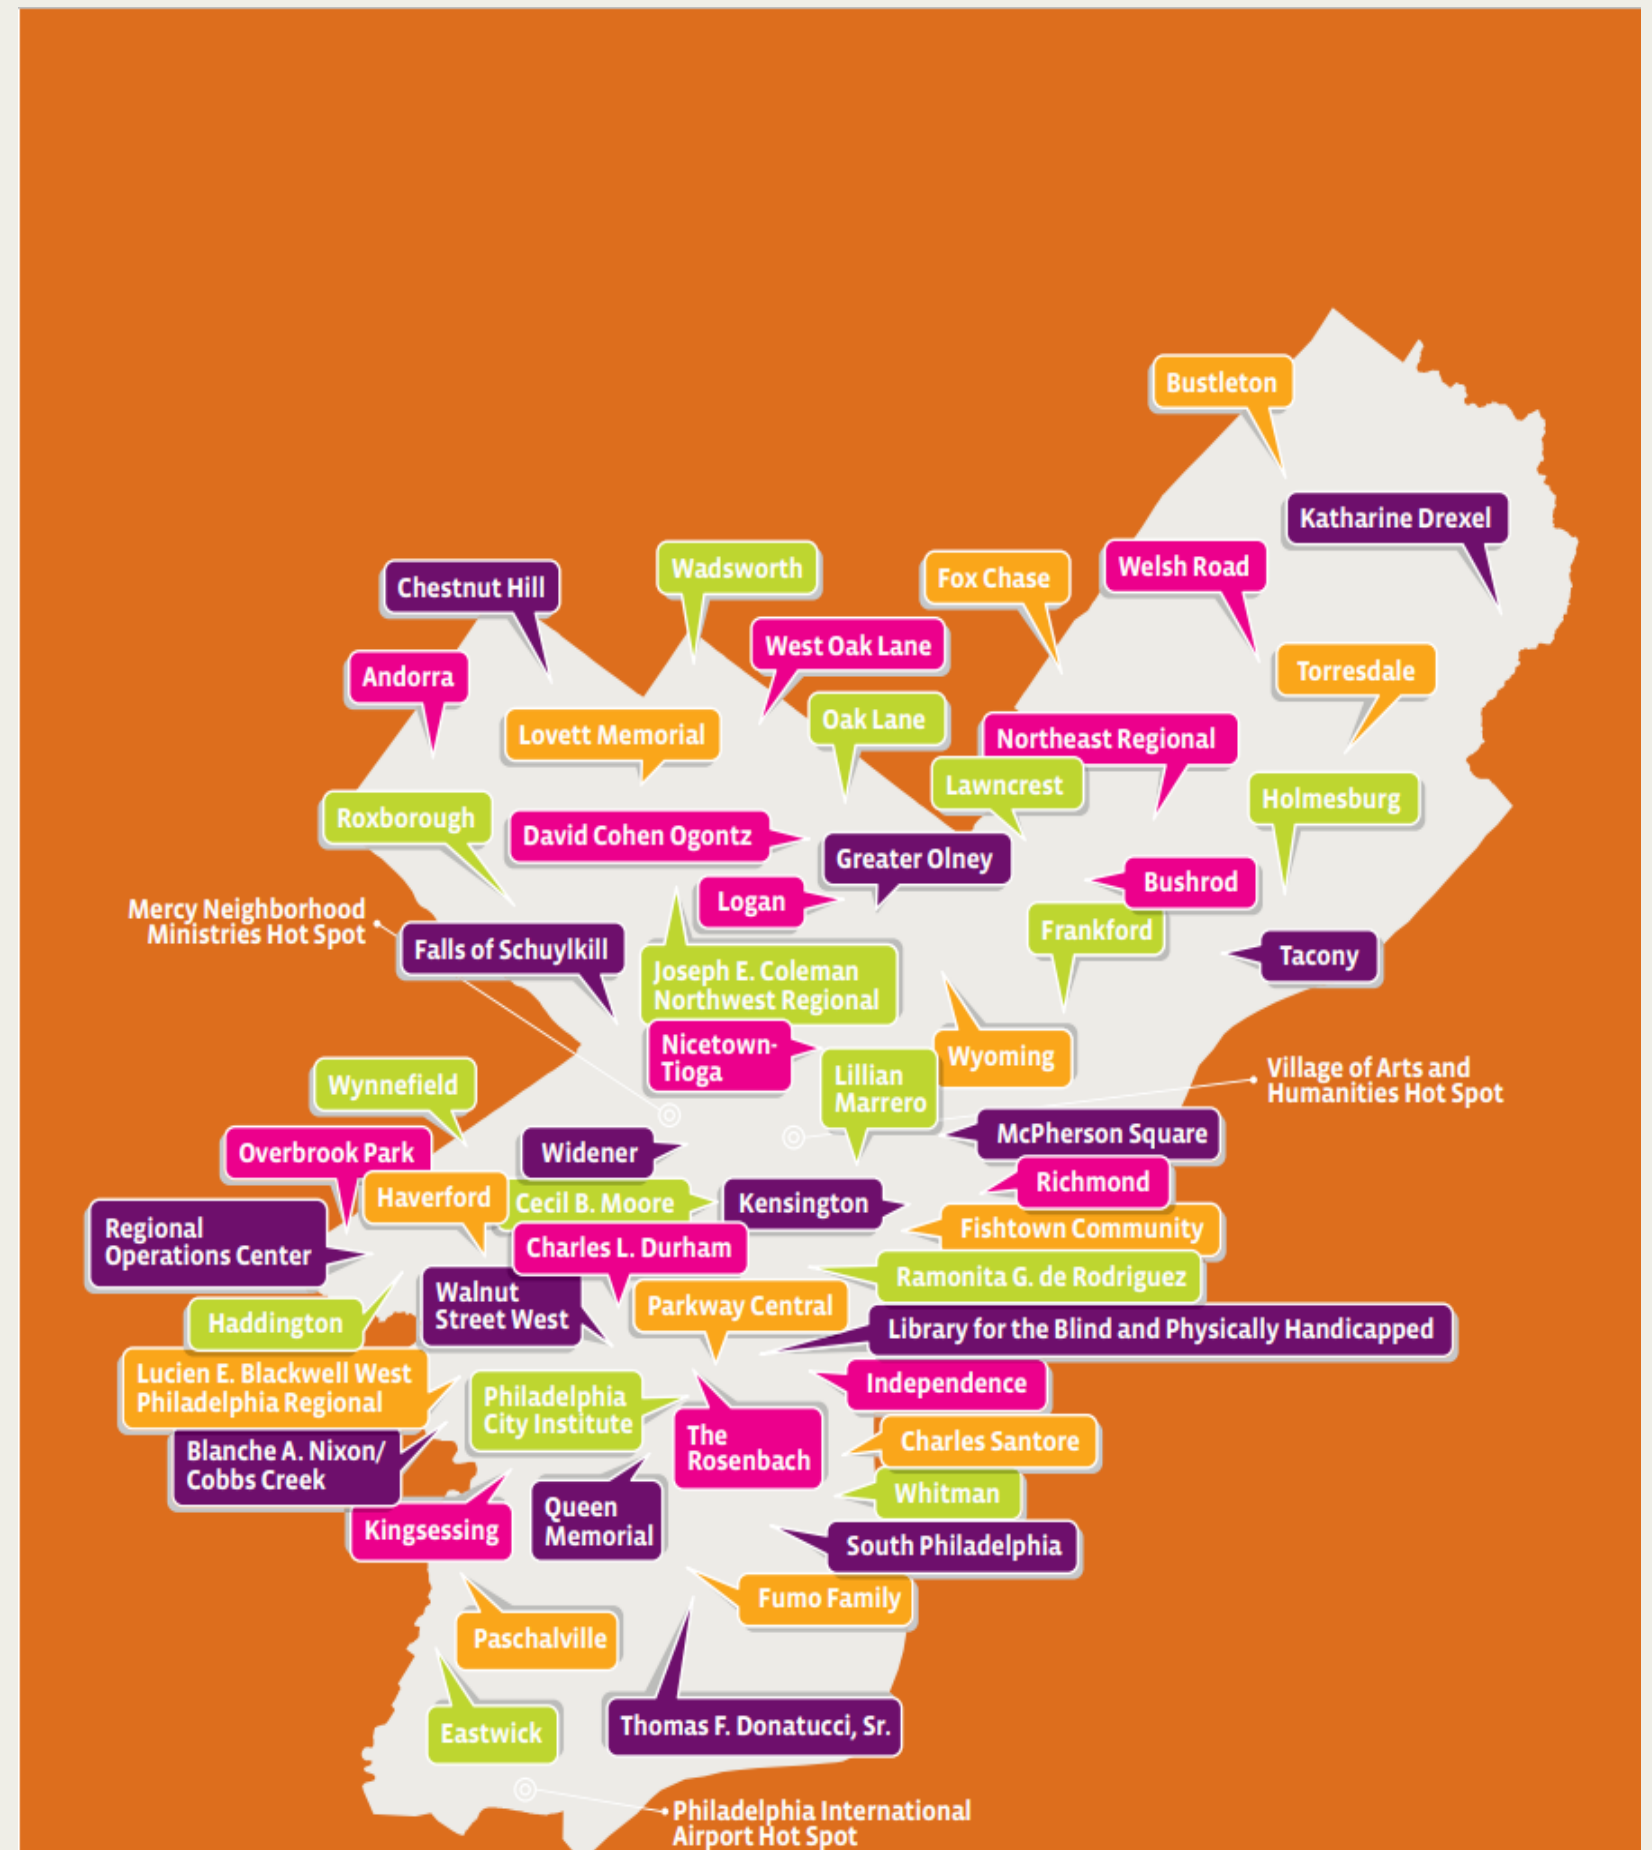 Bustleton
Katharine Drexel
Chestnut Hill
Wadsworth
Fox Chase
Welsh Road
Andorra
West Oak Lane
Torresdale
Lovett Memorial
Oak Lane
Northeast Regional
Lawncrest
Holmesburg
Roxborough
David Cohen Ogontz
Greater Olney
Bushrod
Logan
Mercy Neighborhood
Ministries Hot Spot
Falls of Schuylkill
Frankford
Tacony
Joseph E. Coleman
Northwest Regional
Nicetown-
Tioga
Wyoming
Lillian
Marrero
Village of Arts and
Humanities Hot Spot
Wynnefield
McPherson Square
Overbrook Park
Widener
Richmond
Haverford
Cecil B. Moore
Kensington
Fishtown Community
Regional
Operations Center
Charles L. Durham
Ramonita G. de Rodriguez
Walnut
Street West
Parkway Central
Haddington
Library for the Blind and Physically Handicapped
Lucien E. Blackwell West
Philadelphia Regional
Independence
Philadelphia
City Institute
The
Rosenbach
Charles Santore
Blanche A. Nixon/
Cobbs Creek
Whitman
Queen
Memorial
Kingsessing
South Philadelphia
Fumo Family
Paschalville
Thomas F. Donatucci, Sr.
Eastwick
Philadelphia International
Airport Hot Spot